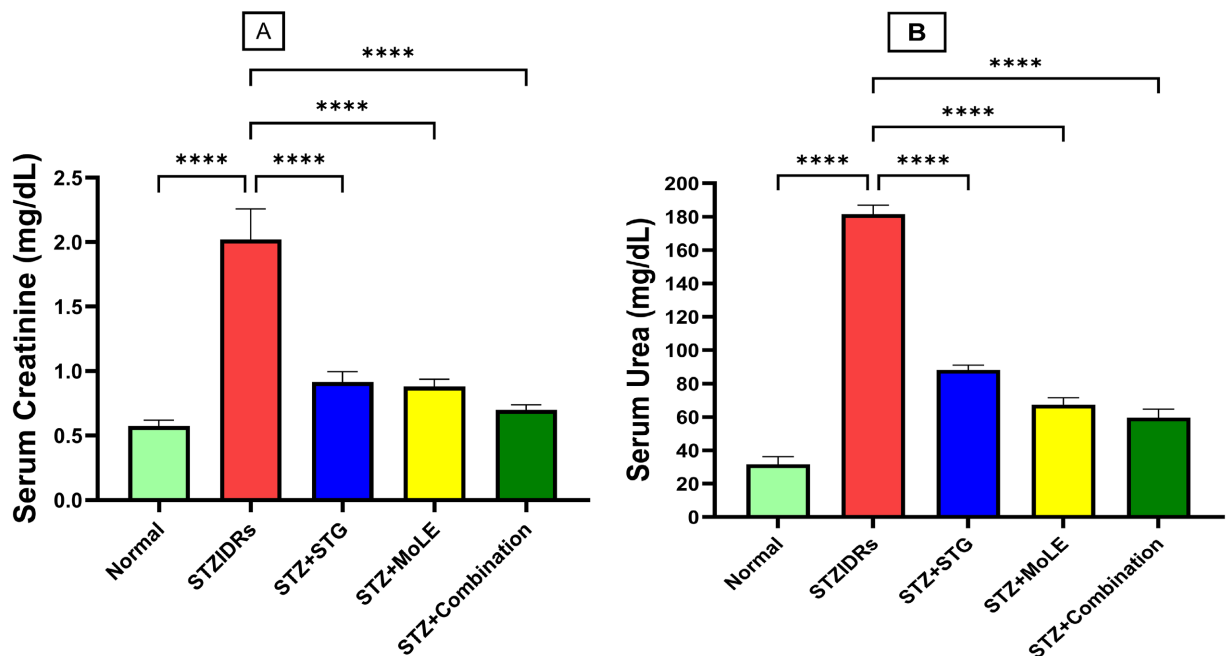 A
****
****
**** ****
Serum Creatinine (mg/dL)
2.5
2.0
1.5
1.0
0.5
0.0
Normal
STZIDRs
STZ+STG
STZ+MoLE
STZ+Combination
B
****
****
**** ****
Serum Urea (mg/dL)
200
180
160
140
120
100
80
60
40
20
0
Normal
STZIDRs
STZ+STG
STZ+MoLE
STZ+Combination